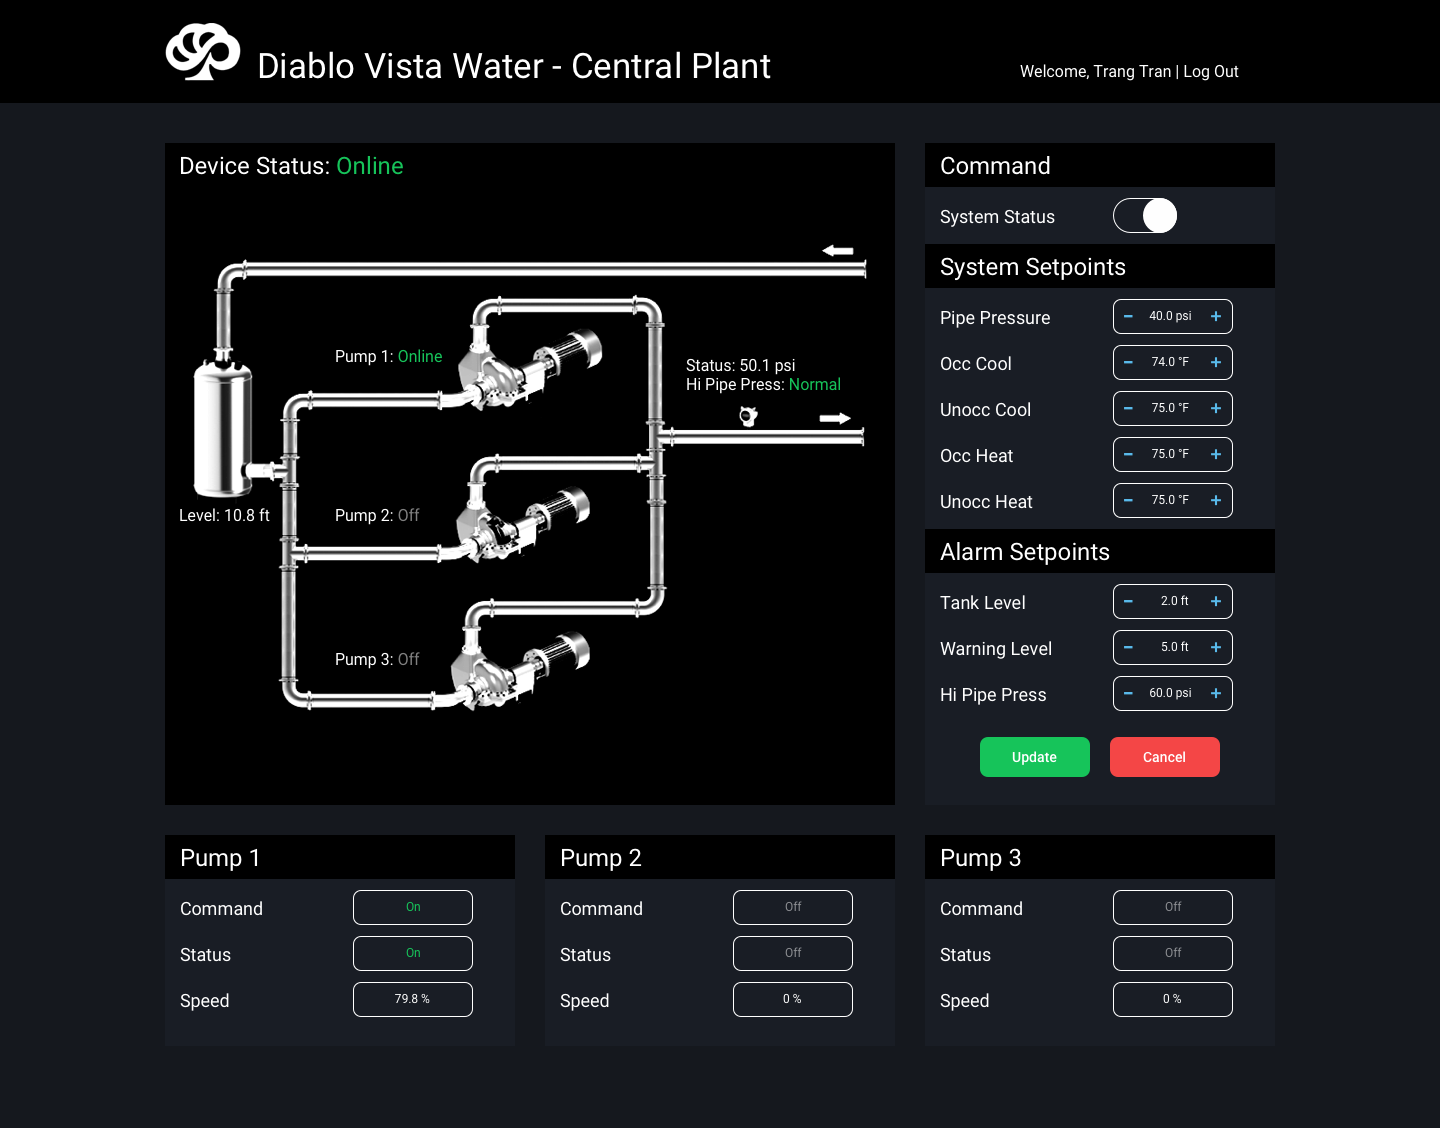 Diablo Vista Water - Central Plant
Welcome, Trang Tran | Log Out
Device Status: Online
Pump 1: Online
Status: 50.1 psi
Hi Pipe Press: Normal
Level: 10.8 ft
Pump 2: Off
Pump 3: Off
Command
System Status
System Setpoints
Pipe Pressure − 40.0 psi +
Occ Cool − 74.0 °F +
Unocc Cool − 75.0 °F +
Occ Heat − 75.0 °F +
Unocc Heat − 75.0 °F +
Alarm Setpoints
Tank Level − 2.0 ft +
Warning Level − 5.0 ft +
Hi Pipe Press − 60.0 psi +
Update Cancel
Pump 1
Command On
Status On
Speed 79.8 %
Pump 2
Command Off
Status Off
Speed 0 %
Pump 3
Command Off
Status Off
Speed 0 %